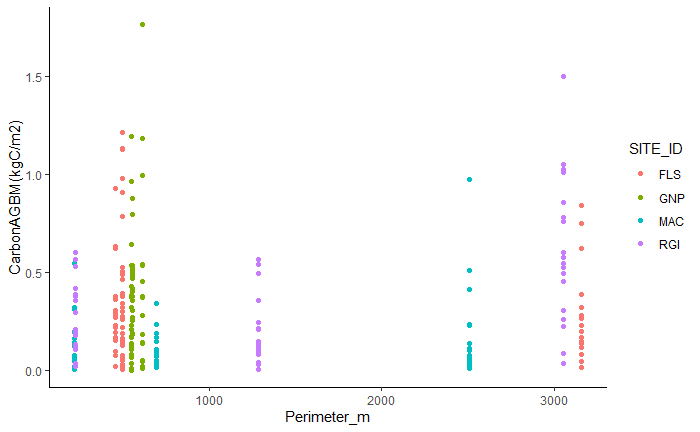 CarbonAGBM(kgC/m2)
1.5
1.0
0.5
0.0
1000
2000
3000
Perimeter_m
SITE_ID
FLS
GNP
MAC
RGI